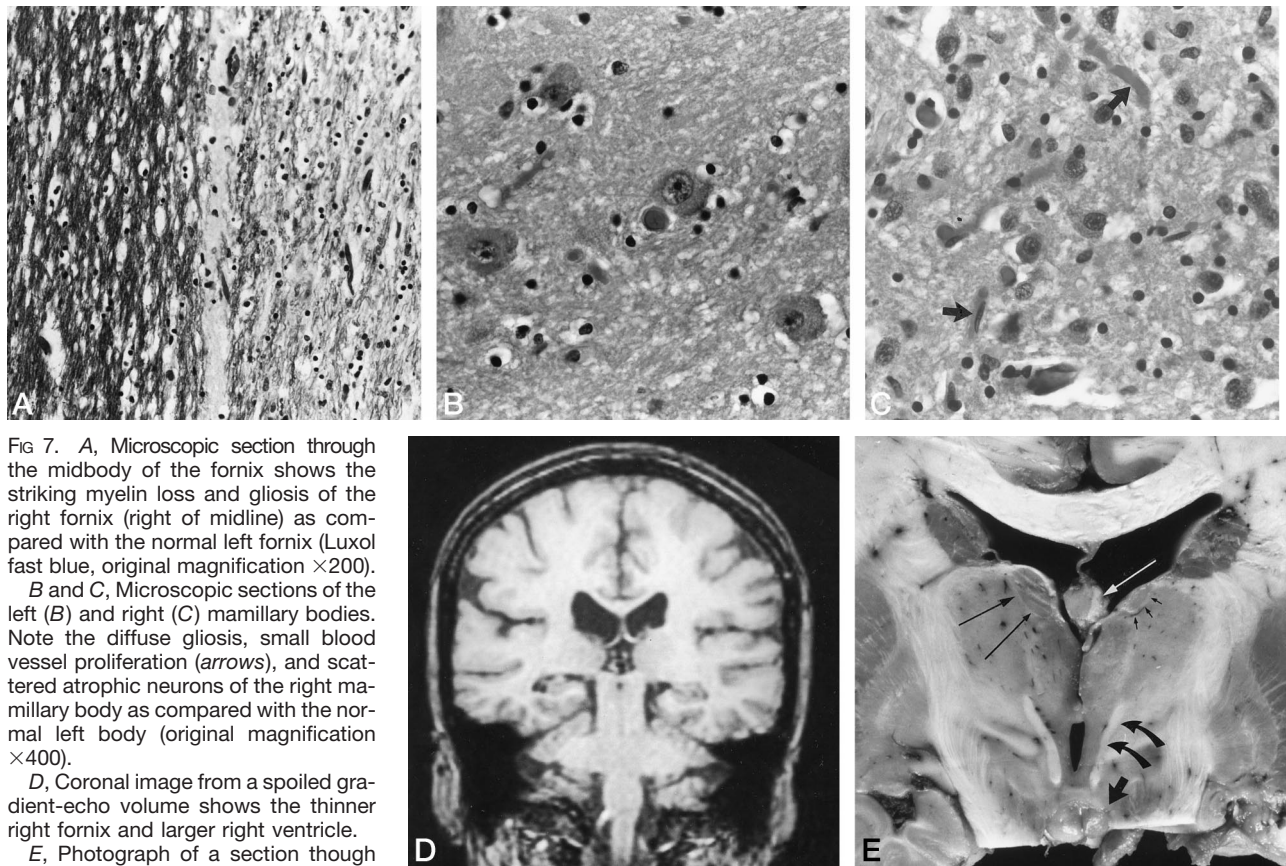 A
B
C
FIG 7. A, Microscopic section through
the midbody of the fornix shows the
striking myelin loss and gliosis of the
right fornix (right of midline) as com-
pared with the normal left fornix (Luxol
fast blue, original magnification ×200).
B and C, Microscopic sections of the
left (B) and right (C) mamillary bodies.
Note the diffuse gliosis, small blood
vessel proliferation (arrows), and scat-
tered atrophic neurons of the right ma-
millary body as compared with the nor-
mal left body (original magnification
×400).
D, Coronal image from a spoiled gra-
dient-echo volume shows the thinner
right fornix and larger right ventricle.
E, Photograph of a section though
D
E